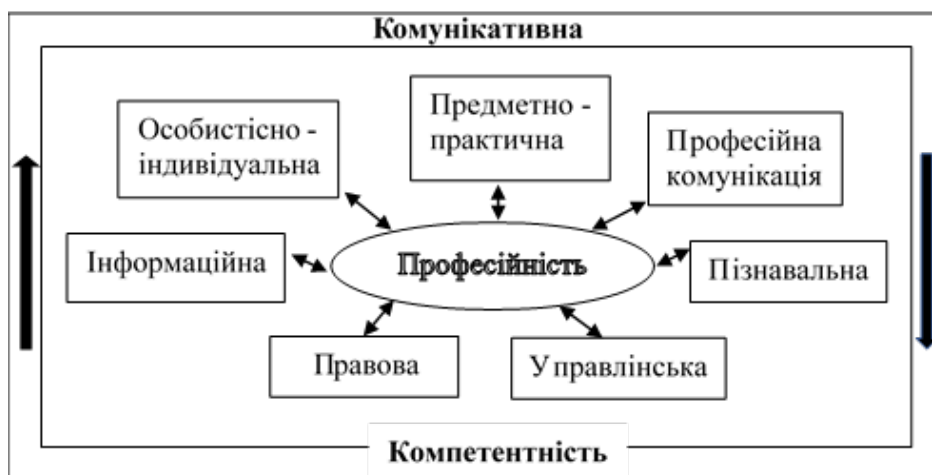 Комунікативна
Предметно -
практична
Особистісно -
індивідуальна
Професійна
комунікація
Інформаційна
Професійність
Пізнавальна
Правова
Управлінська
Компетентність